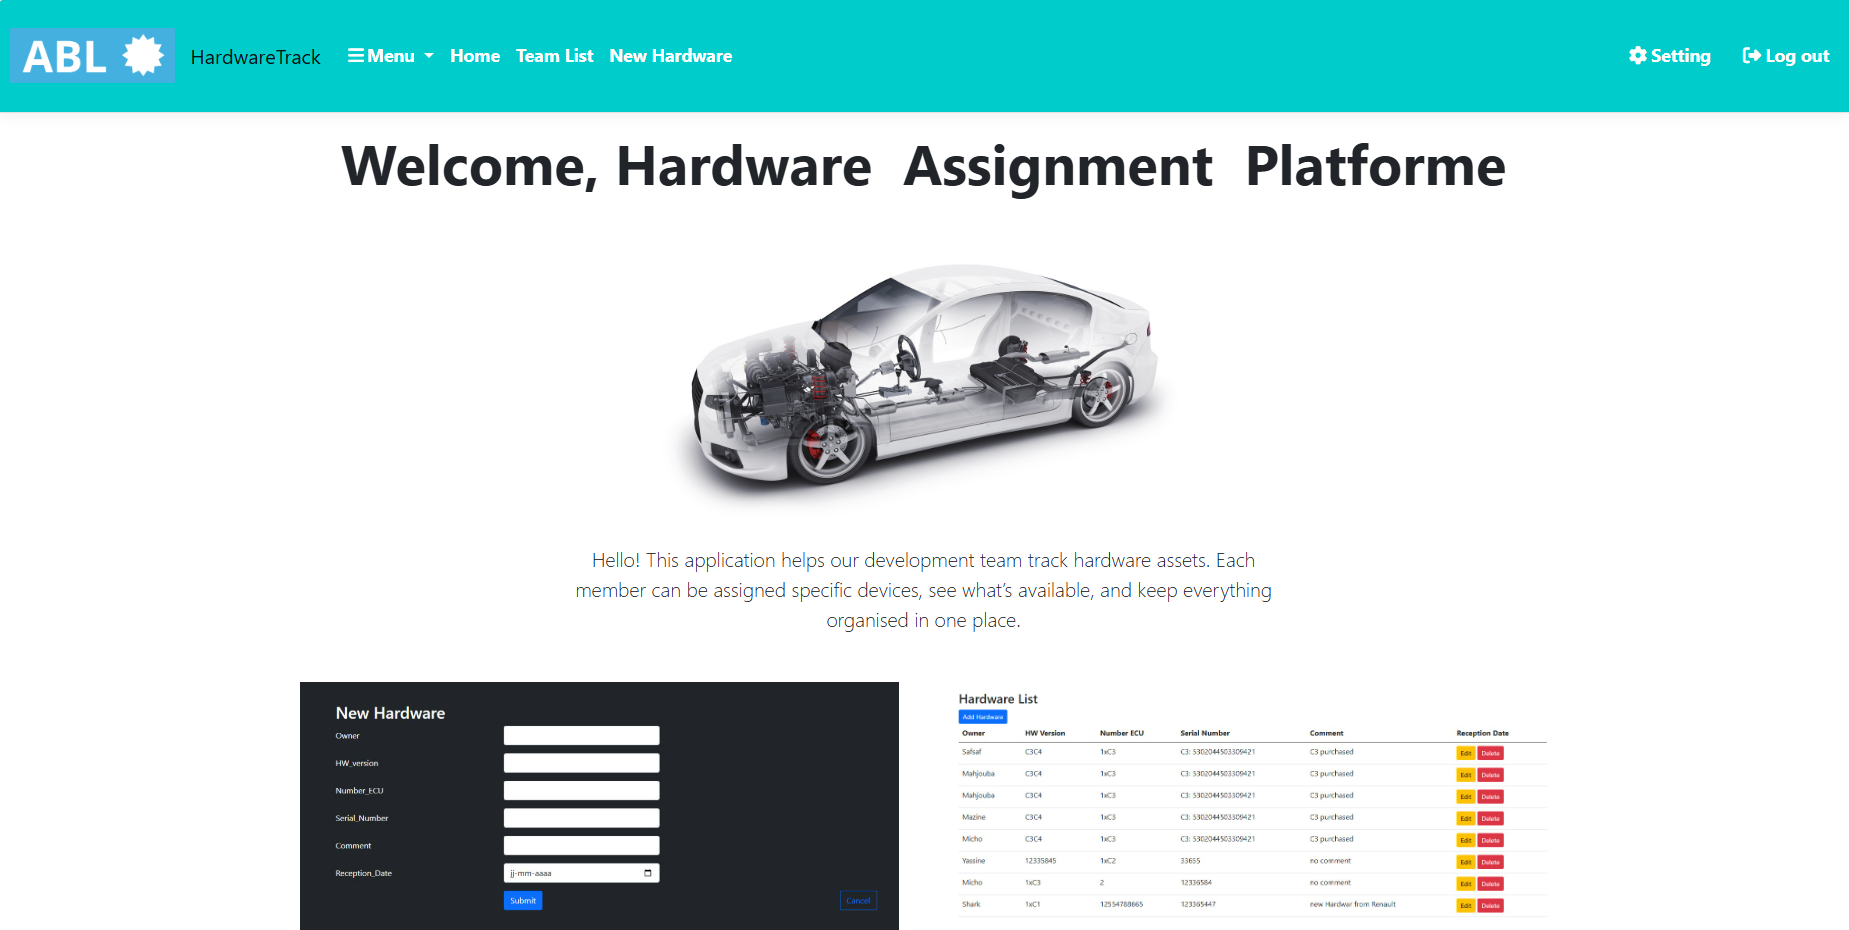 ABL HardwareTrack Menu Home Team List New Hardware Setting Log out
Welcome, Hardware Assignment Platforme
Hello! This application helps our development team track hardware assets. Each
member can be assigned specific devices, see what’s available, and keep everything
organised in one place.
New Hardware
Owner
HW_version
Number_ECU
Serial_Number
Comment
Reception_Date jj-mm-aaaa
Submit Cancel
Hardware List
Add Hardware
Owner HW Version Number ECU Serial Number Comment Reception Date
Safsaf C3C4 1xC3 C3: 5302044503309421 C3 purchased Edit Delete
Mahjouba C3C4 1xC3 C3: 5302044503309421 C3 purchased Edit Delete
Mahjouba C3C4 1xC3 C3: 5302044503309421 C3 purchased Edit Delete
Mazine C3C4 1xC3 C3: 5302044503309421 C3 purchased Edit Delete
Micho C3C4 1xC3 C3: 5302044503309421 C3 purchased Edit Delete
Yassine 12335845 1xC2 33655 no comment Edit Delete
Micho 1xC3 2 12336584 no comment Edit Delete
Shark 1xC1 12554788665 123365447 new Hardwar from Renault Edit Delete